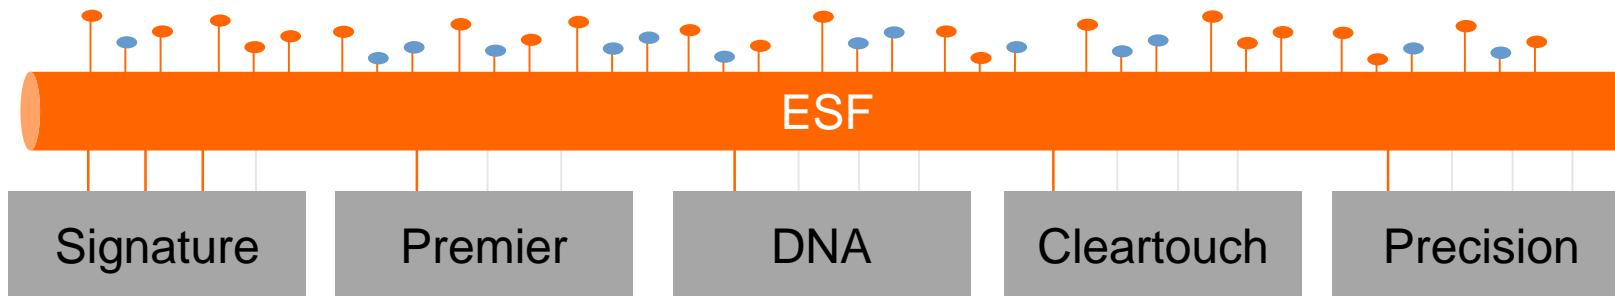 ESF
Signature
Premier
DNA
Cleartouch
Precision